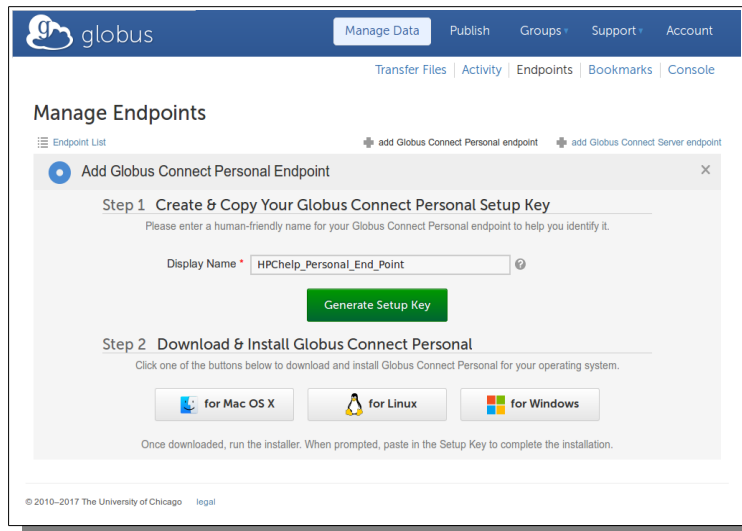 globus
Manage Data Publish Groups Support Account
Transfer Files Activity Endpoints Bookmarks Console
Manage Endpoints
Endpoint List add Globus Connect Personal endpoint add Globus Connect Server endpoint
Add Globus Connect Personal Endpoint
Step 1 Create & Copy Your Globus Connect Personal Setup Key
Please enter a human-friendly name for your Globus Connect Personal endpoint to help you identify it.
Display Name * HPChelp_Personal_End_Point
Generate Setup Key
Step 2 Download & Install Globus Connect Personal
Click one of the buttons below to download and install Globus Connect Personal for your operating system.
for Mac OS X for Linux for Windows
Once downloaded, run the installer. When prompted, paste in the Setup Key to complete the installation.
© 2010–2017 The University of Chicago legal